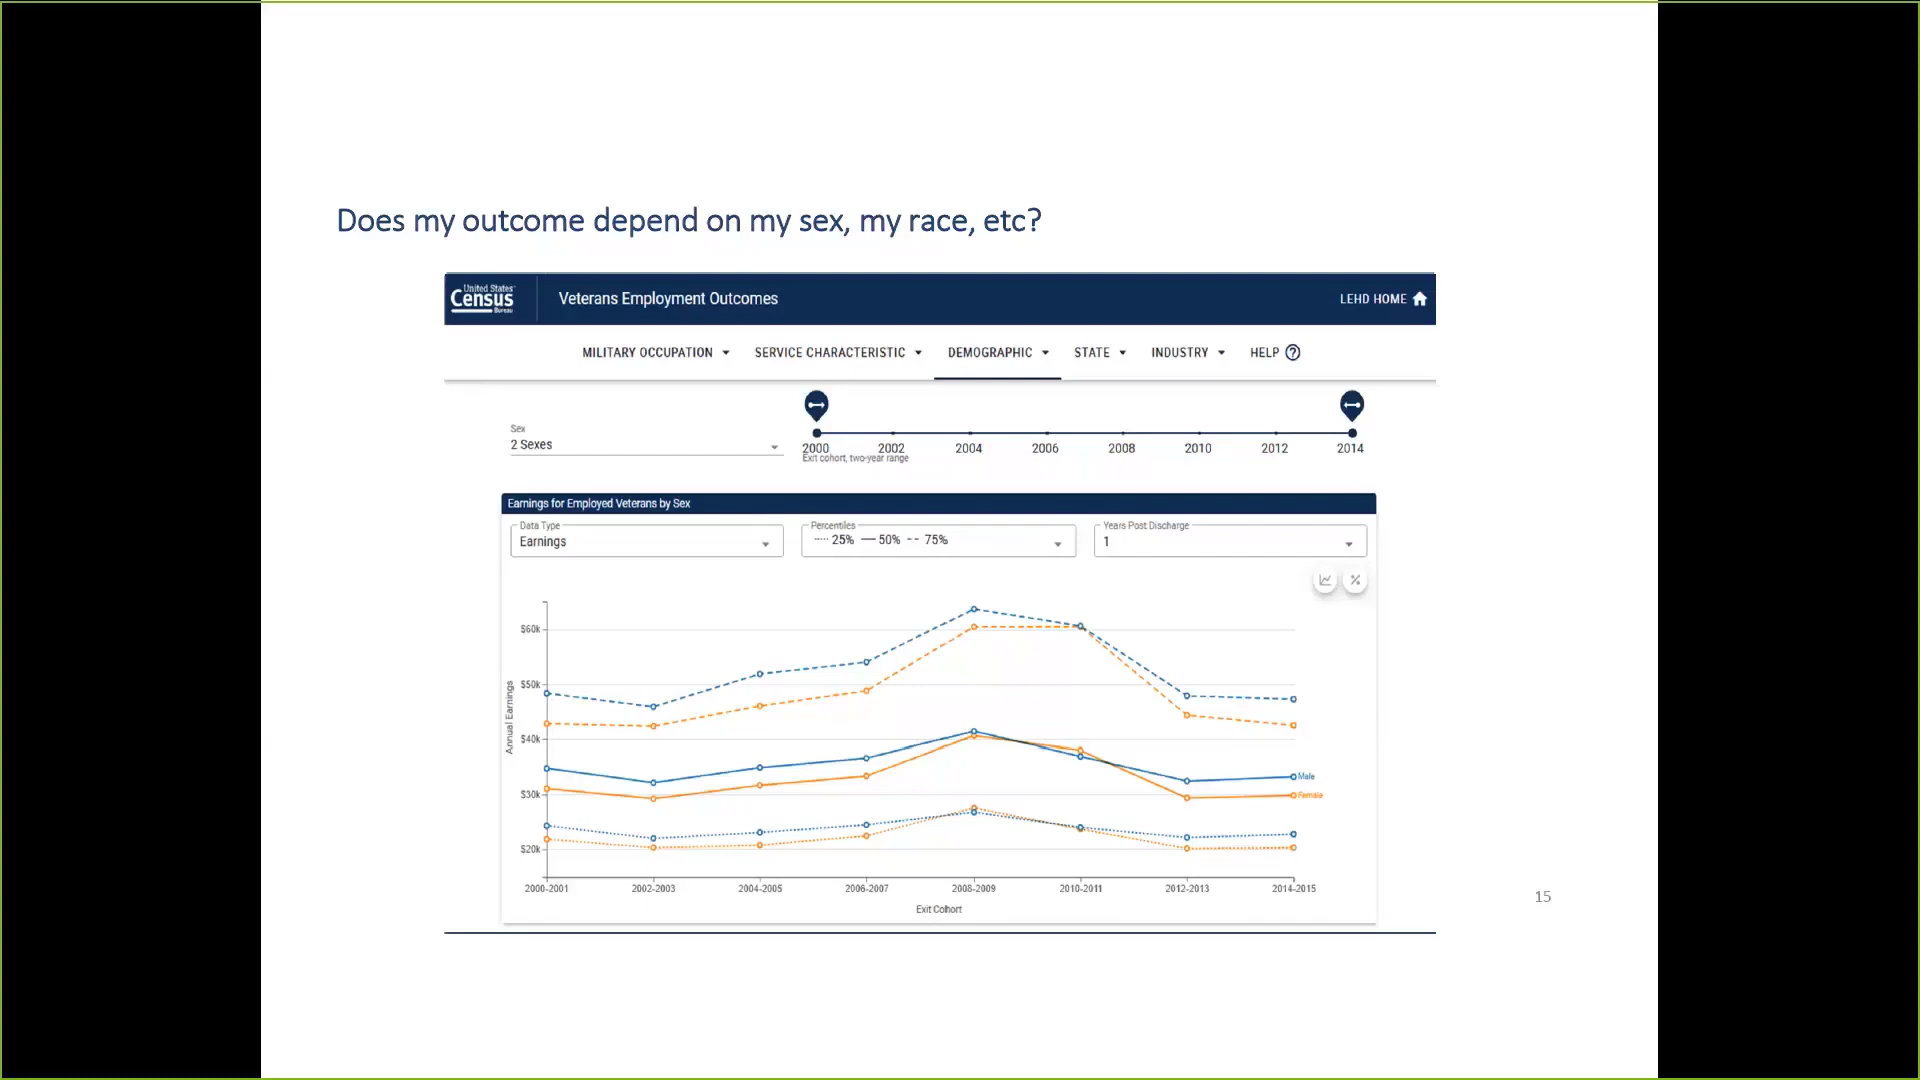 Does my outcome depend on my sex, my race, etc?
United States
Census
Bureau
Veterans Employment Outcomes
LEHD HOME
MILITARY OCCUPATION
SERVICE CHARACTERISTIC
DEMOGRAPHIC
STATE
INDUSTRY
HELP ?
Sex
2 Sexes
2000 2002 2004 2006 2008 2010 2012 2014
Exit cohort, two-year range
Earnings for Employed Veterans by Sex
Data Type
Earnings
Percentiles
25% 50% 75%
Years Post Discharge
1
%
Annual Earnings
$60k
$50k
$40k
$30k
$20k
Male
Female
2000-2001 2002-2003 2004-2005 2006-2007 2008-2009 2010-2011 2012-2013 2014-2015
Exit Cohort
15